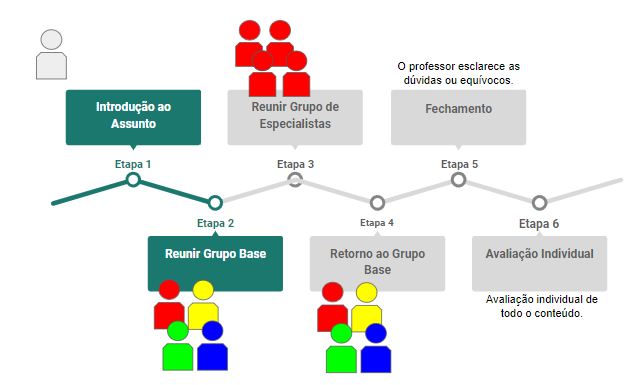 O professor esclarece as
dúvidas ou equívocos.
Introdução ao
Assunto
Reunir Grupo de
Especialistas
Fechamento
Etapa 1
Etapa 3
Etapa 5
Etapa 2
Etapa 4
Etapa 6
Reunir Grupo Base
Retorno ao Grupo
Base
Avaliação Individual
Avaliação individual de
todo o conteúdo.